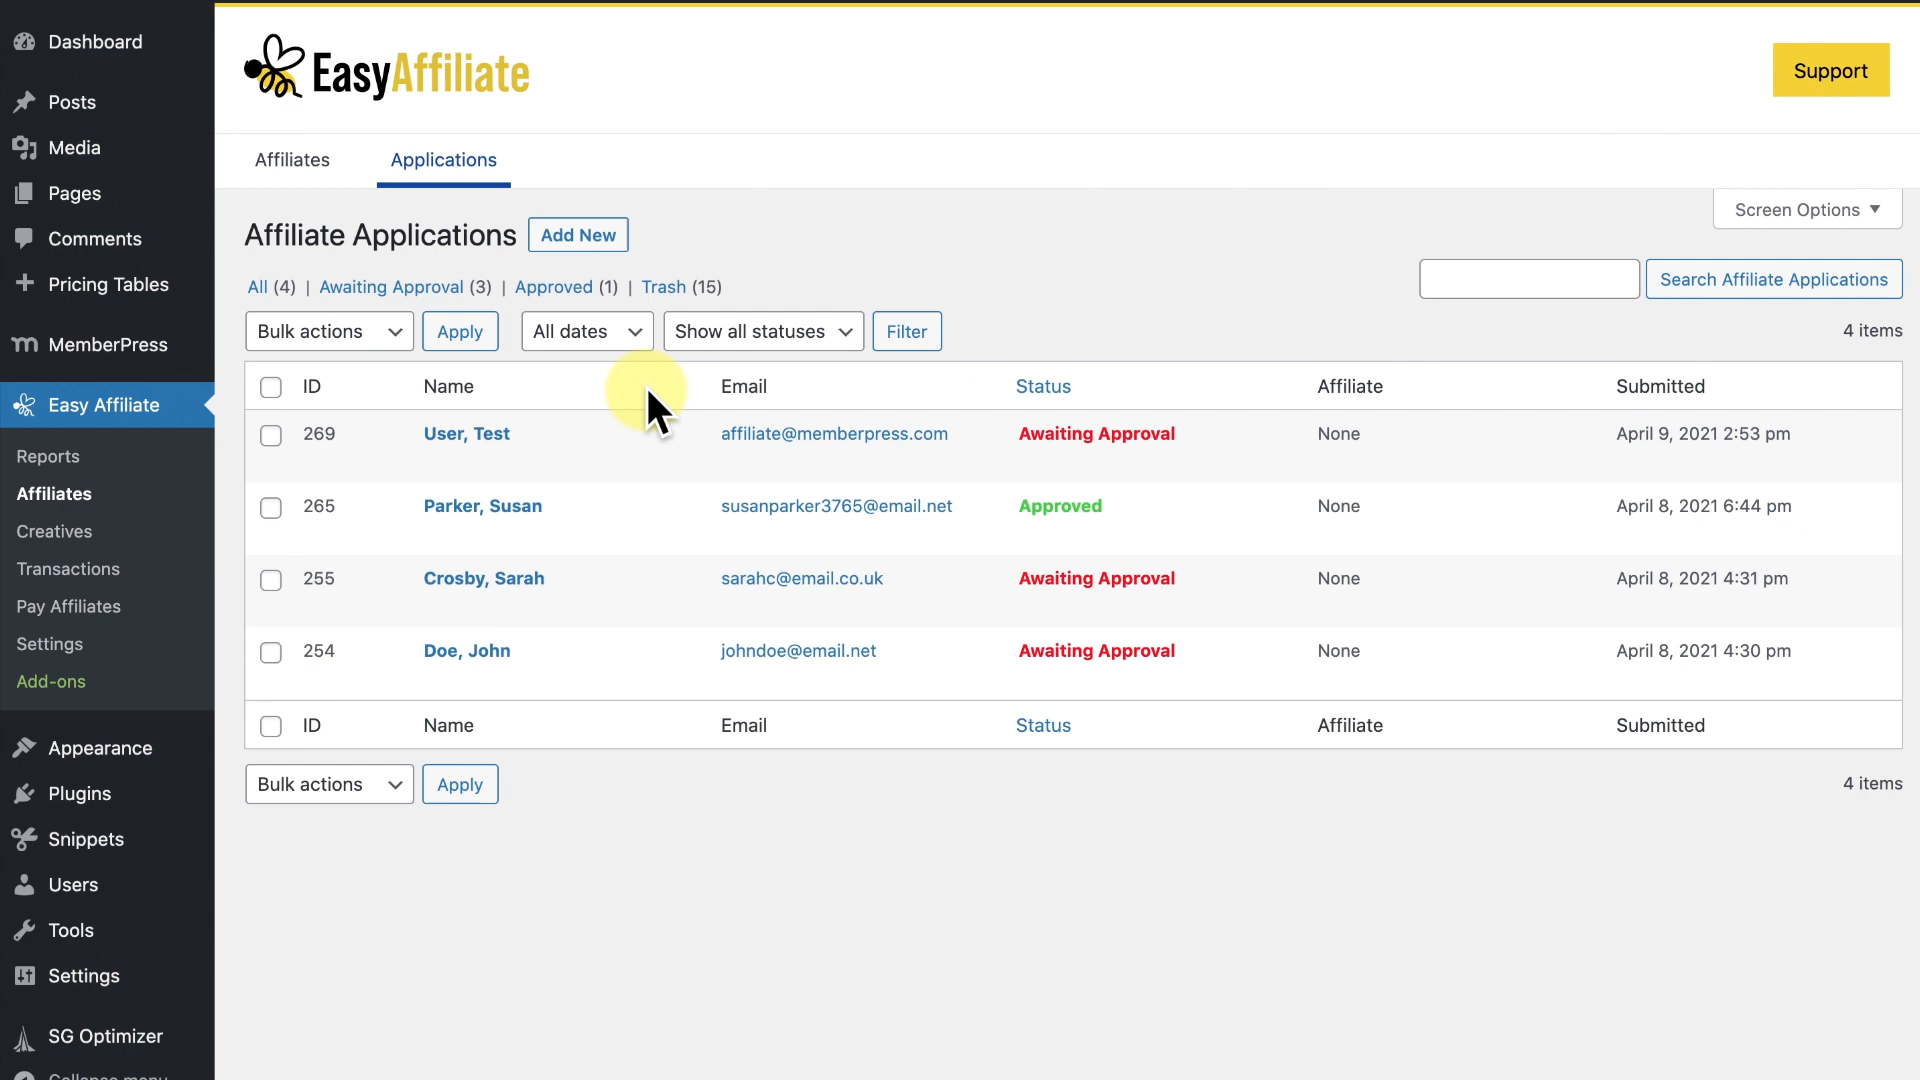 Dashboard
Posts
Media
Pages
Comments
Pricing Tables
MemberPress
Easy Affiliate
Reports
Affiliates
Creatives
Transactions
Pay Affiliates
Settings
Add-ons
Appearance
Plugins
Snippets
Users
Tools
Settings
SG Optimizer
Collapse menu
EasyAffiliate
Support
Affiliates Applications
Screen Options
Affiliate Applications Add New
All (4) | Awaiting Approval (3) | Approved (1) | Trash (15)
Search Affiliate Applications
Bulk actions Apply All dates Show all statuses Filter 4 items
ID Name Email Status Affiliate Submitted
269 User, Test affiliate@memberpress.com Awaiting Approval None April 9, 2021 2:53 pm
265 Parker, Susan susanparker3765@email.net Approved None April 8, 2021 6:44 pm
255 Crosby, Sarah sarahc@email.co.uk Awaiting Approval None April 8, 2021 4:31 pm
254 Doe, John johndoe@email.net Awaiting Approval None April 8, 2021 4:30 pm
ID Name Email Status Affiliate Submitted
Bulk actions Apply 4 items